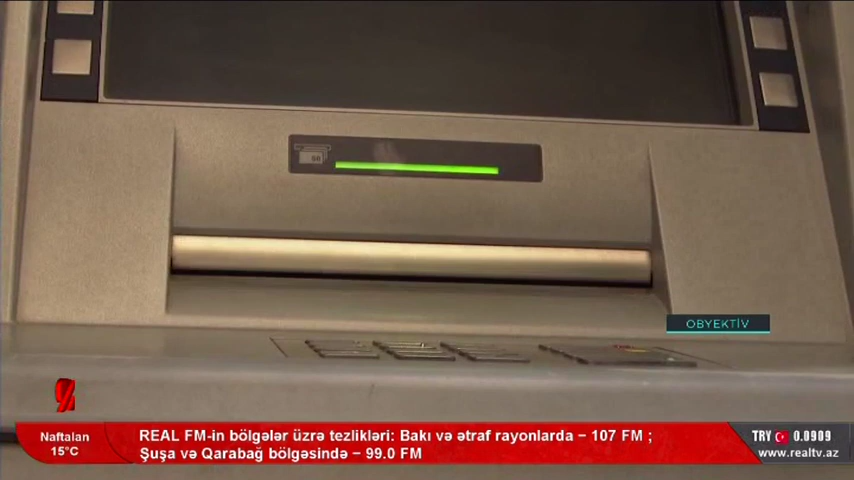 OBYEKTİV
Naftalan
15°C
REAL FM-in bölgələr üzrə tezlikləri: Bakı və ətraf rayonlarda – 107 FM ;
Şuşa və Qarabağ bölgəsində – 99.0 FM
TRY 0.0909
www.realtv.az